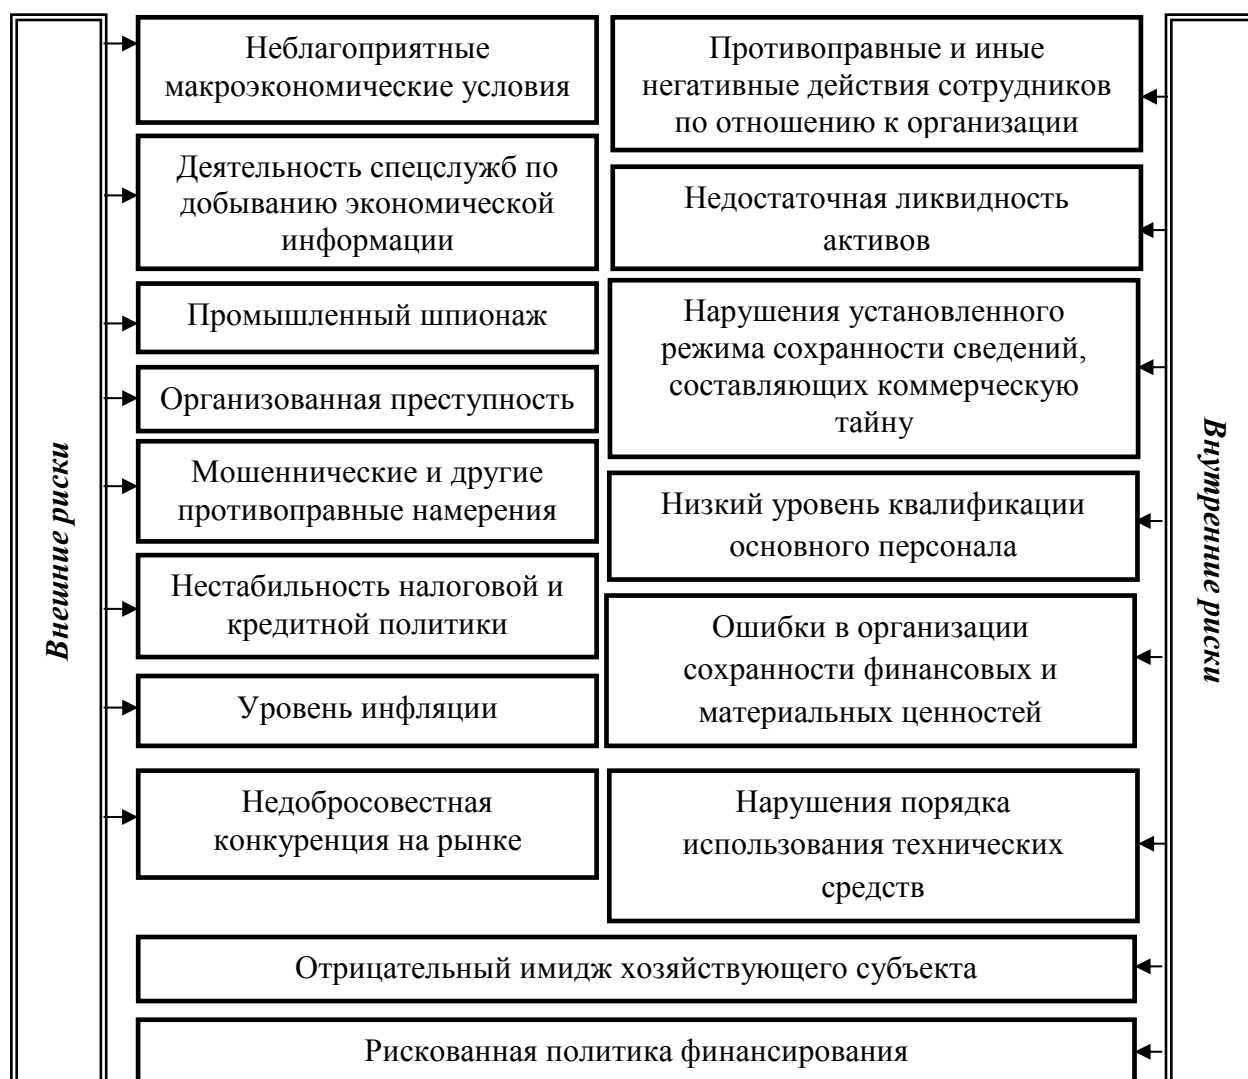 Внешние риски
Неблагоприятные
макроэкономические условия
Деятельность спецслужб по
добыванию экономической
информации
Промышленный шпионаж
Организованная преступность
Мошеннические и другие
противоправные намерения
Нестабильность налоговой и
кредитной политики
Уровень инфляции
Недобросовестная
конкуренция на рынке
Противоправные и иные
негативные действия сотрудников
по отношению к организации
Недостаточная ликвидность
активов
Нарушения установленного
режима сохранности сведений,
составляющих коммерческую
тайну
Низкий уровень квалификации
основного персонала
Ошибки в организации
сохранности финансовых и
материальных ценностей
Нарушения порядка
использования технических
средств
Отрицательный имидж хозяйствующего субъекта
Рискованная политика финансирования
Внутренние риски